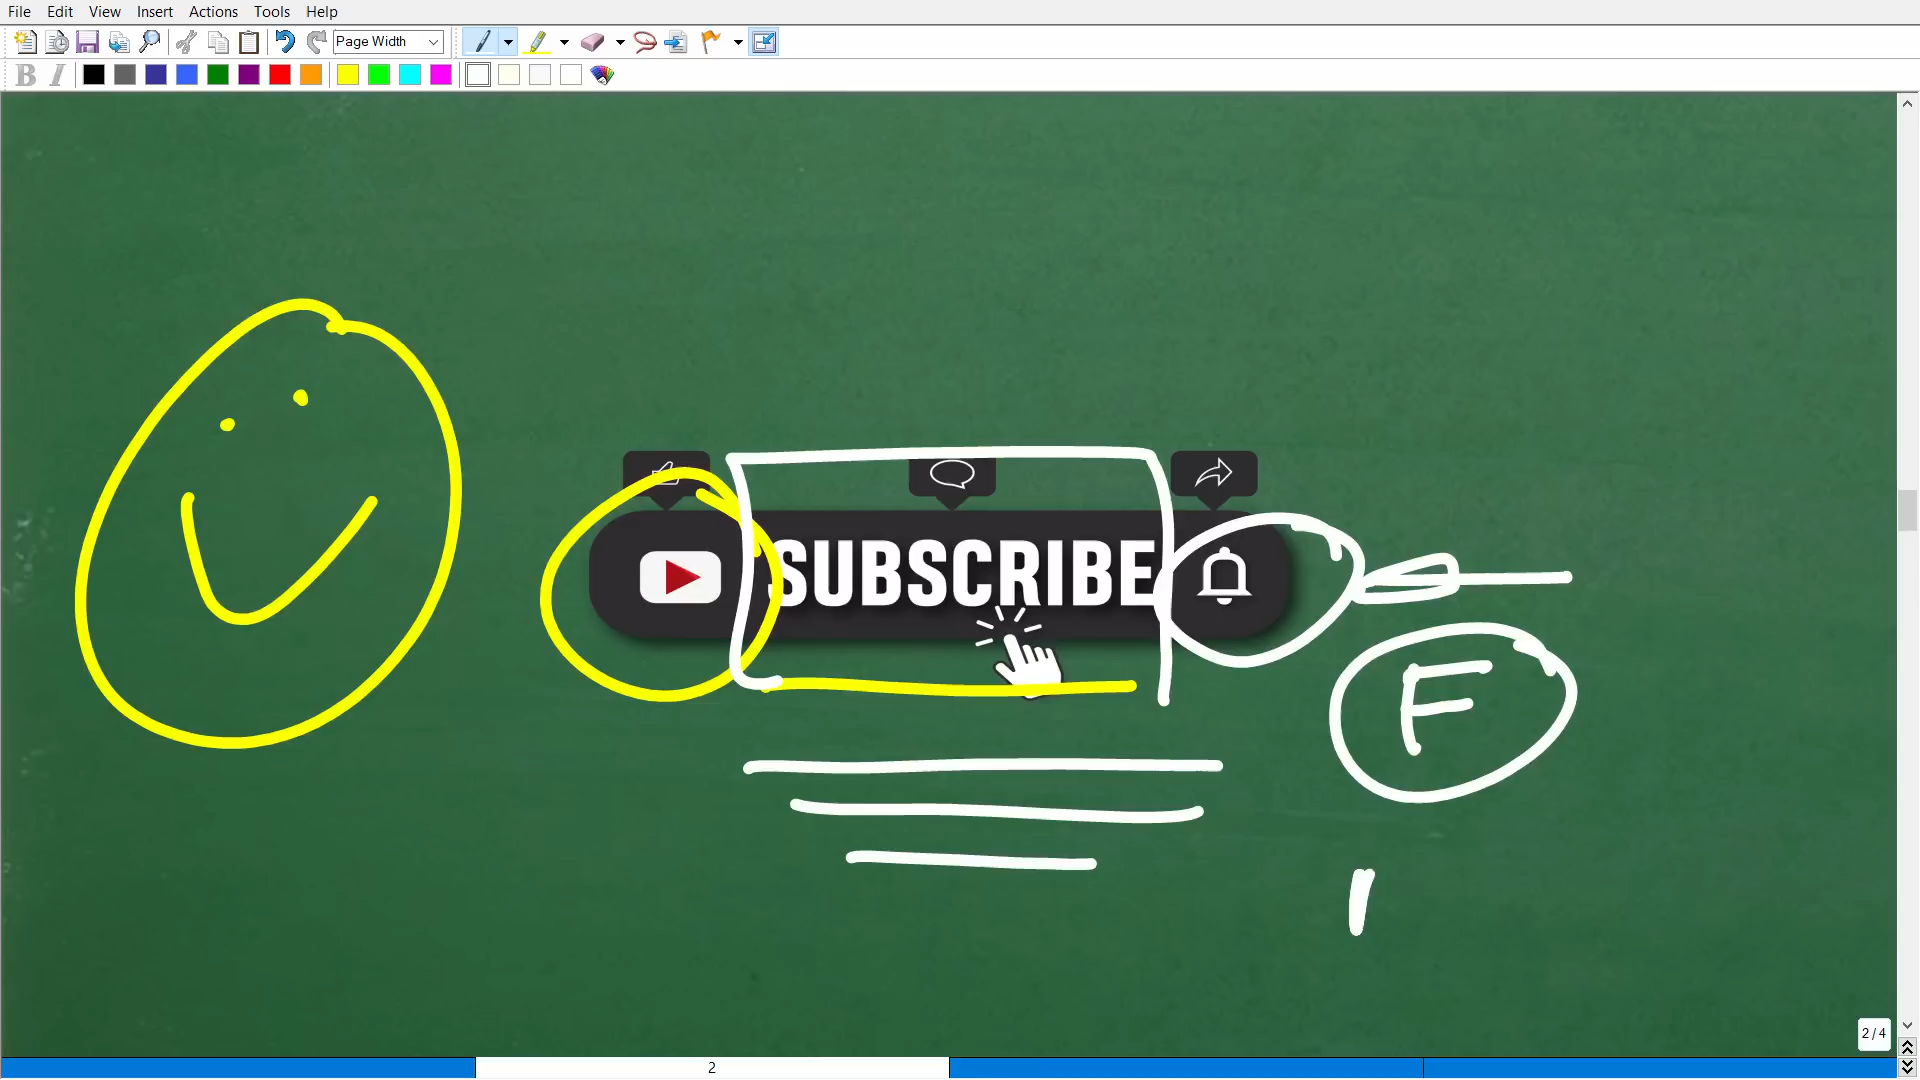 File Edit View Insert Actions Tools Help
Page Width
B I
SUBSCRIBE
F
2 / 4
2